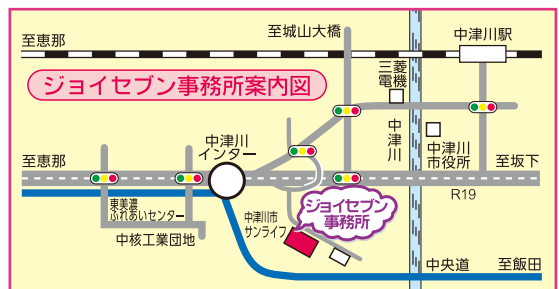 至城山大橋
中津川駅
至恵那
三菱
電機
ジョイセブン事務所案内図
中津川
中津川
市役所
中津川
インター
至恵那
至坂下
R19
東美濃
ふれあいセンター
中津川市
サンライフ
ジョイセブン
事務所
中核工業団地
中央道
至飯田